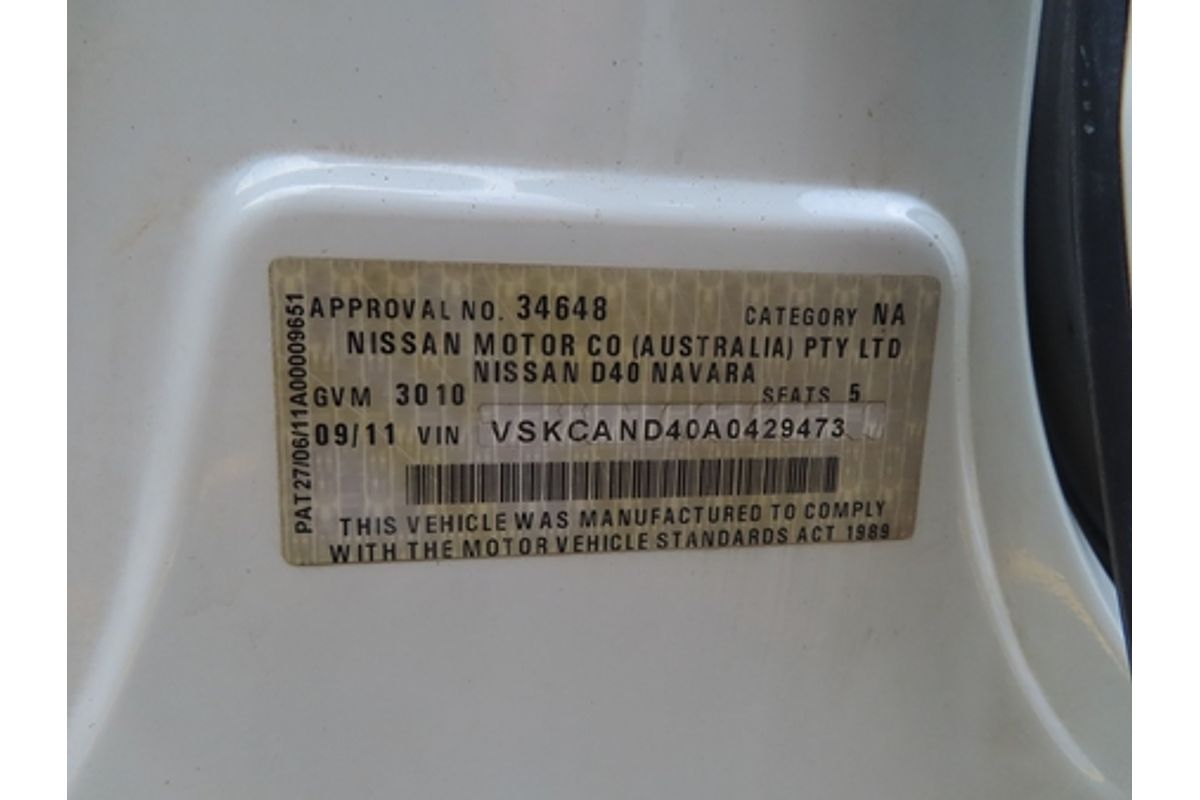 PAT27/06/11A00009651
APPROVAL NO. 34648 CATEGORY NA
NISSAN MOTOR CO (AUSTRALIA) PTY LTD
NISSAN D40 NAVARA
GVM 3010 SEATS 5
09/11 VIN VSKCAND40A0429473
THIS VEHICLE WAS MANUFACTURED TO COMPLY
WITH THE MOTOR VEHICLE STANDARDS ACT 1989